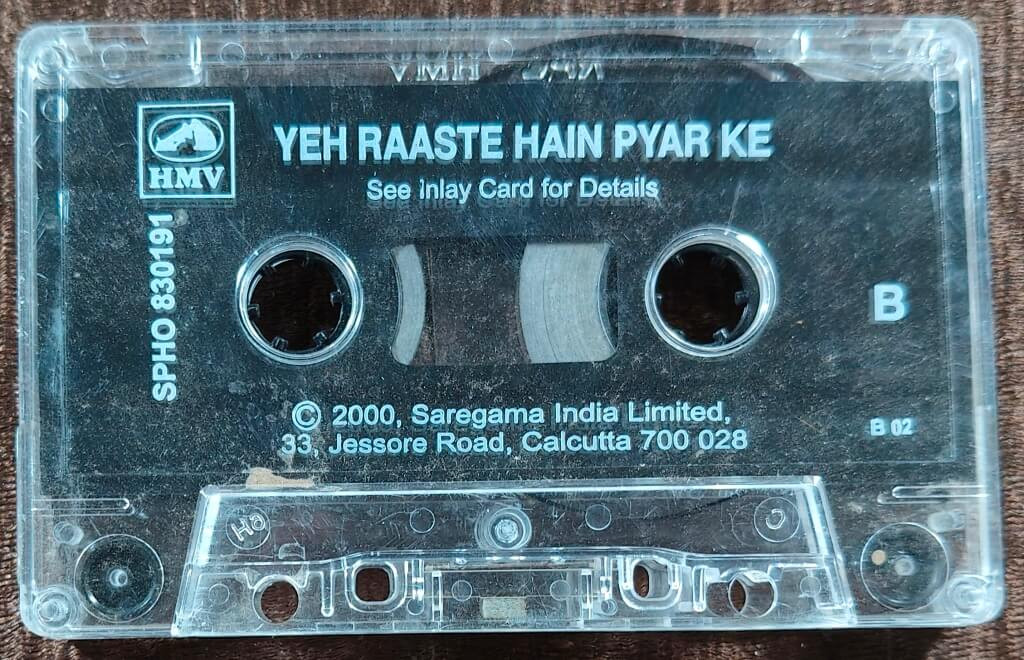 YEH RAASTE HAIN PYAR KE
See Inlay Card for Details
HMV
SPHO 830191
B
© 2000, Saregama India Limited,
33, Jessore Road, Calcutta 700 028
B 02